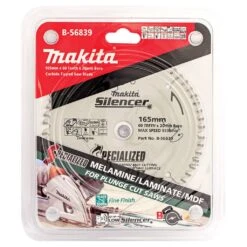 B-56839
makita
165mm x 60 Teeth x 20mm Bore
Carbide Tipped Saw Blade
makita
Silencer
165mm
60 TEETH x 20mm Bore
MAX SPEED
Part No. B-56839
SPECIALIZED
SPECIALIZED
MELAMINE/LAMINATE/MDF
FOR PLUNGE CUT SAWS
Fine Finish
Silencer